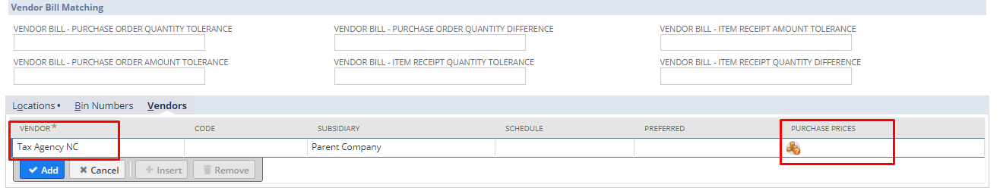 Vendor Bill Matching
VENDOR BILL - PURCHASE ORDER QUANTITY TOLERANCE
VENDOR BILL - PURCHASE ORDER QUANTITY DIFFERENCE
VENDOR BILL - ITEM RECEIPT AMOUNT TOLERANCE
VENDOR BILL - PURCHASE ORDER AMOUNT TOLERANCE
VENDOR BILL - ITEM RECEIPT QUANTITY TOLERANCE
VENDOR BILL - ITEM RECEIPT QUANTITY DIFFERENCE
Locations • Bin Numbers Vendors
VENDOR * CODE SUBSIDIARY SCHEDULE PREFERRED PURCHASE PRICES
Tax Agency NC Parent Company
✔ Add ✖ Cancel + Insert Remove